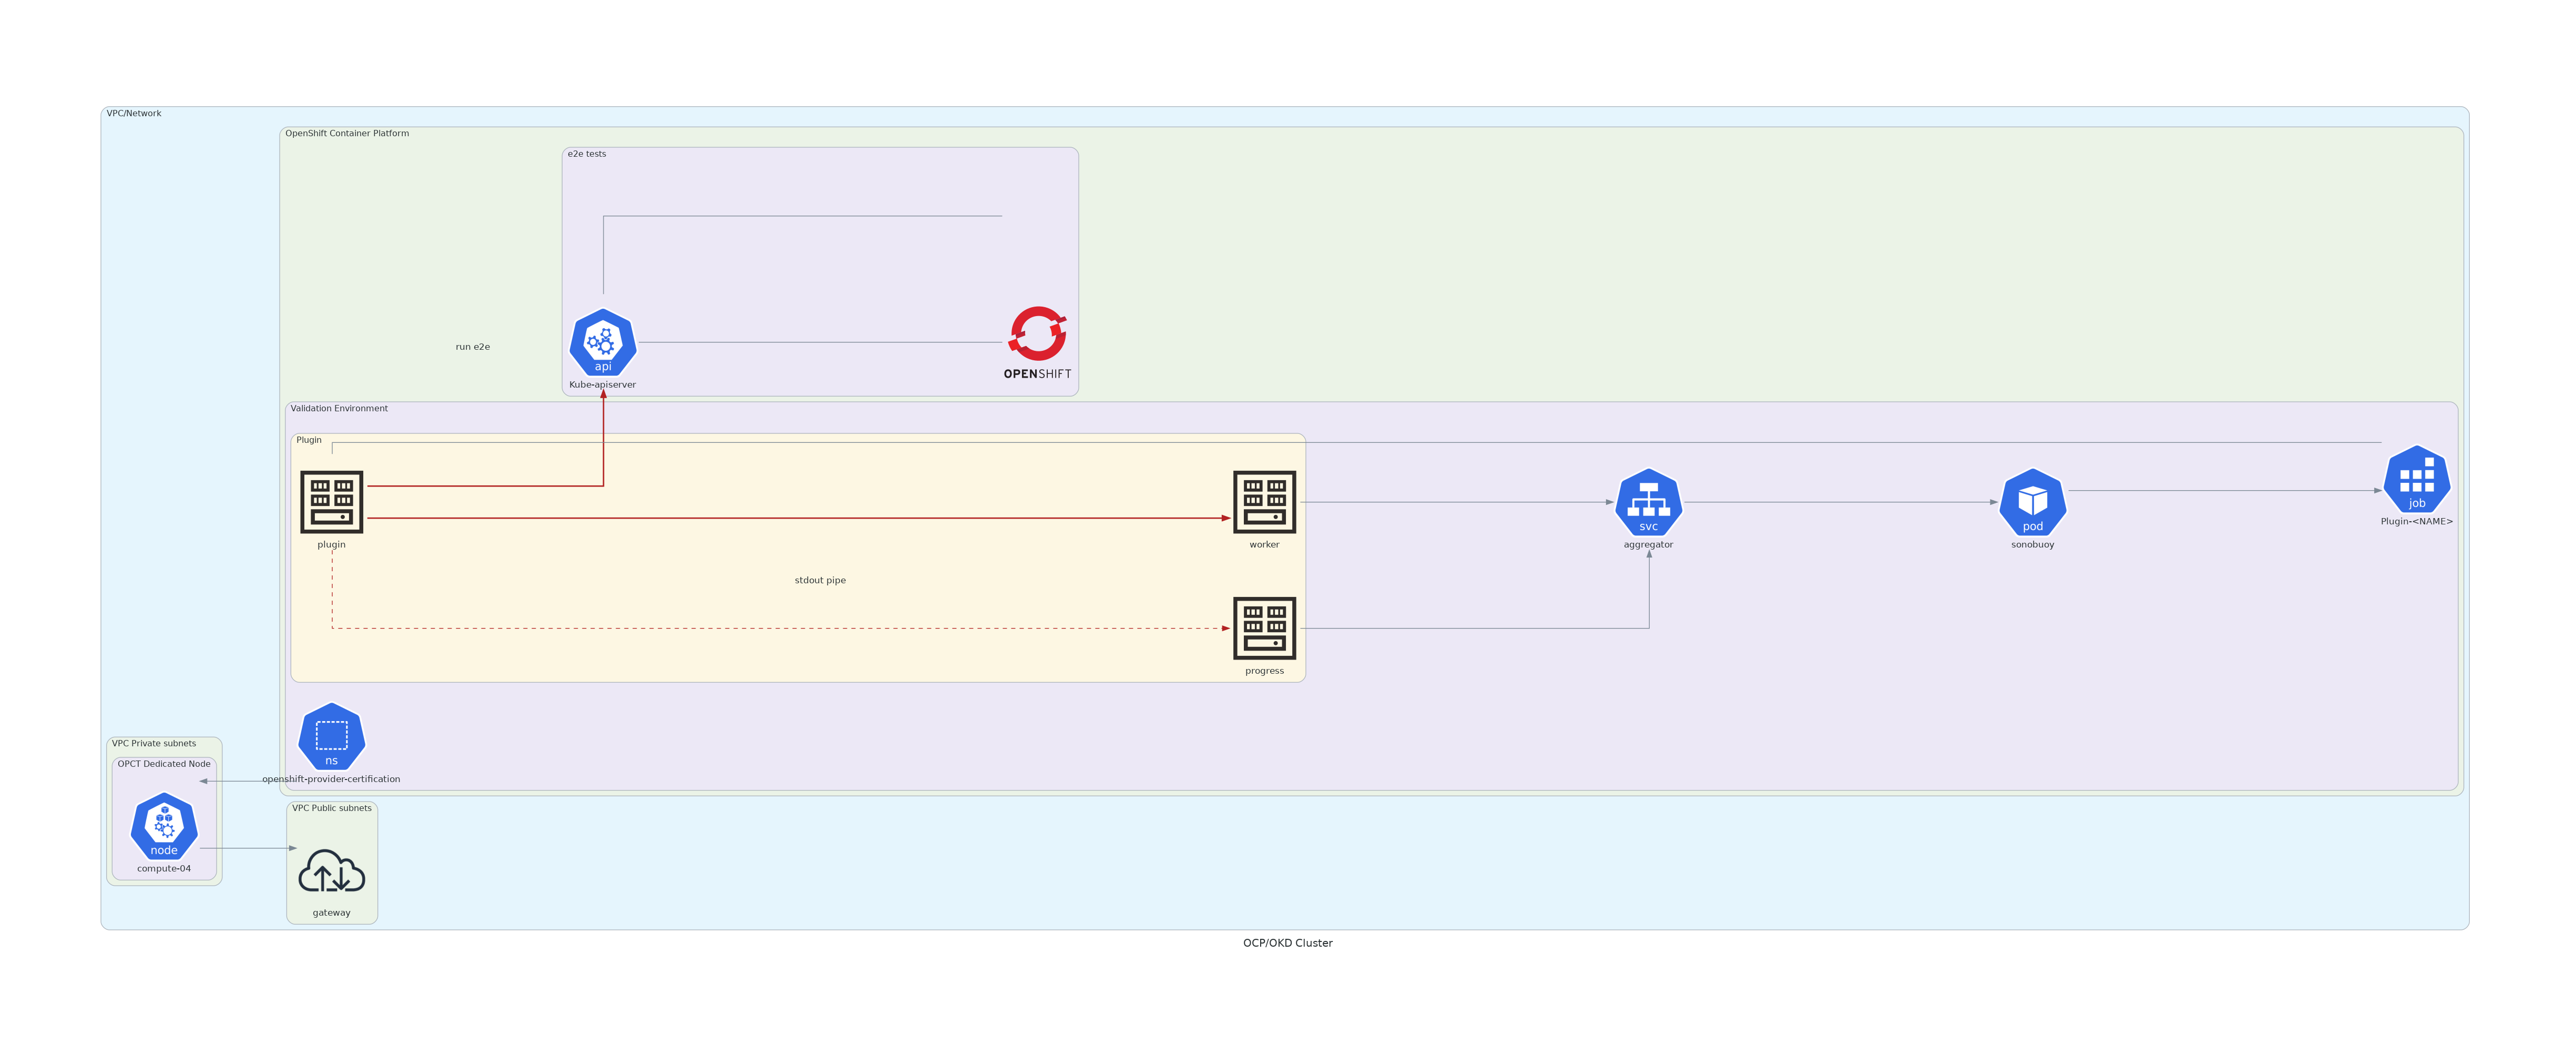 VPC/Network
OpenShift Container Platform
e2e tests
run e2e
api
Kube-apiserver
OPENSHIFT
Validation Environment
Plugin
plugin
worker
svc
aggregator
pod
sonobuoy
job
Plugin-<NAME>
stdout pipe
progress
ns
openshift-provider-certification
VPC Private subnets
OPCT Dedicated Node
node
compute-04
VPC Public subnets
gateway
OCP/OKD Cluster